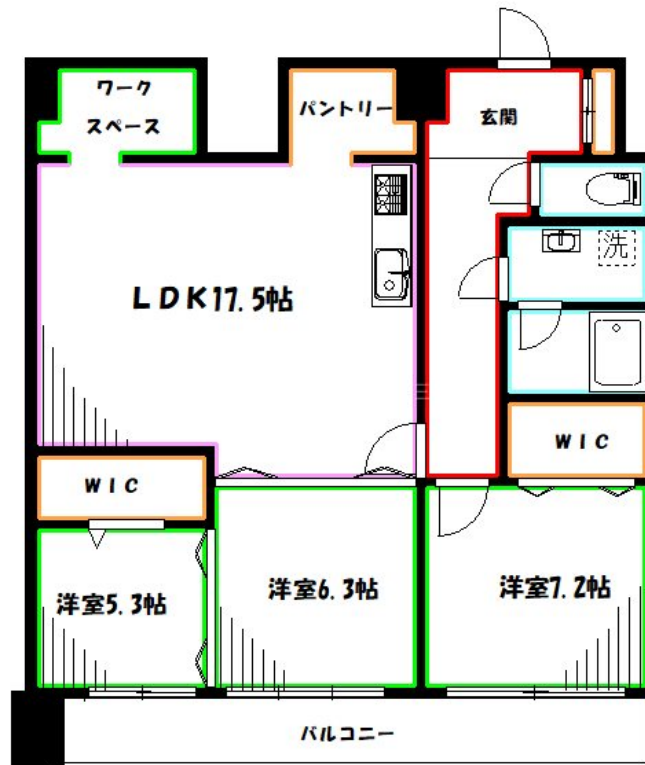 ワーク
スペース
パントリー
玄関
洗
LDK17.5帖
WIC
WIC
洋室5.3帖
洋室6.3帖
洋室7.2帖
バルコニー